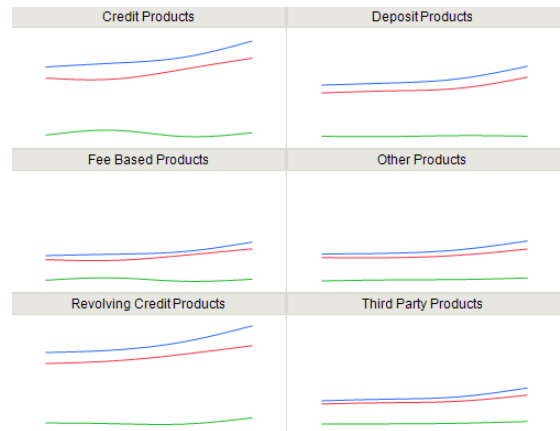 Credit Products
Deposit Products
Fee Based Products
Other Products
Revolving Credit Products
Third Party Products